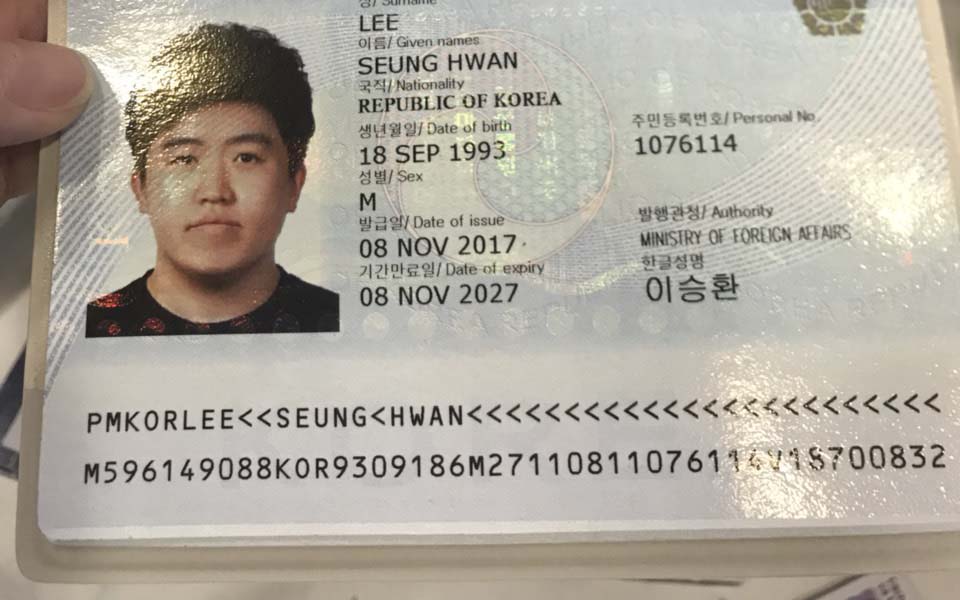 성/ Surname
LEE
이름/ Given names
SEUNG HWAN
국적/ Nationality
REPUBLIC OF KOREA
생년월일/ Date of birth
주민등록번호/ Personal No.
18 SEP 1993
1076114
성별/ Sex
M
발급일/ Date of issue
발행관청/ Authority
08 NOV 2017
MINISTRY OF FOREIGN AFFAIRS
기간만료일/ Date of expiry
한글성명
08 NOV 2027
이승환
PMKORLEE<<SEUNG<HWAN<<<<<<<<<<<<<<<<<<<<<<<<
M596149088KOR9309186M27110811076114V18700832